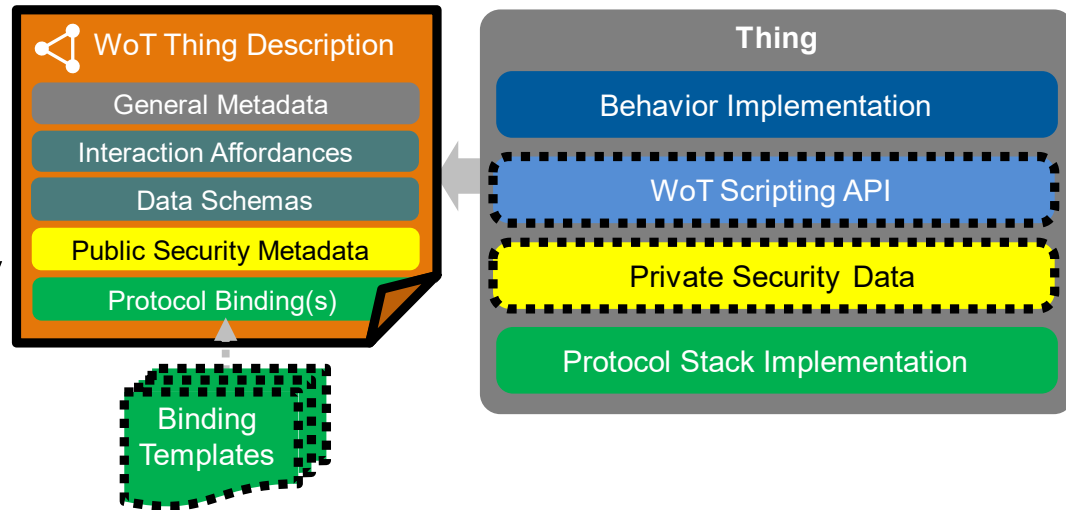 WoT Thing Description
General Metadata
Interaction Affordances
Data Schemas
Public Security Metadata
Protocol Binding(s)
Binding
Templates
Thing
Behavior Implementation
WoT Scripting API
Private Security Data
Protocol Stack Implementation